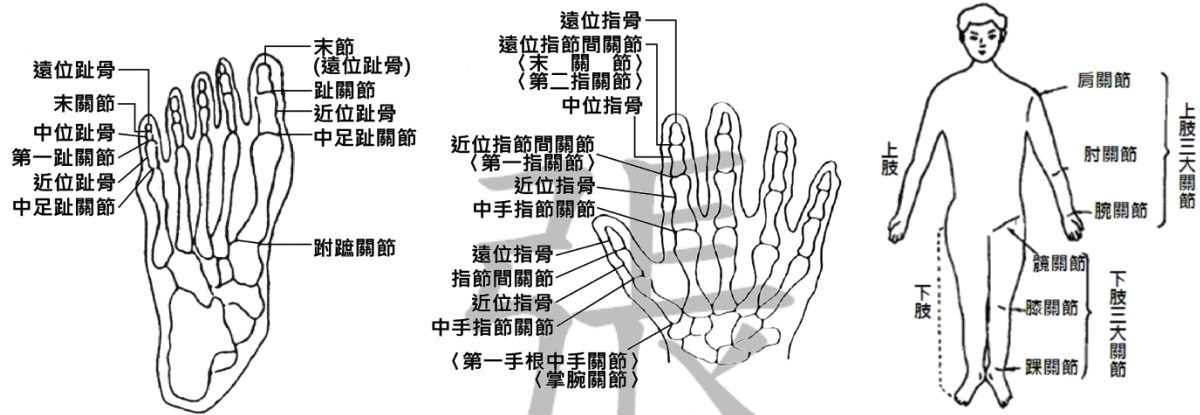 遠位趾骨
末關節
中位趾骨
第一趾關節
近位趾骨
中足趾關節
末節
(遠位趾骨)
趾關節
近位趾骨
中足趾關節
跗蹠關節
遠位指骨
遠位指節間關節
〈末關節〉
〈第二指關節〉
中位指骨
近位指節間關節
〈第一指關節〉
近位指骨
中手指節關節
遠位指骨
指節間關節
近位指骨
中手指節關節
〈第一手根中手關節〉
〈掌腕關節〉
上肢
下肢
肩關節
肘關節
腕關節
上肢三大關節
髖關節
膝關節
踝關節
下肢三大關節